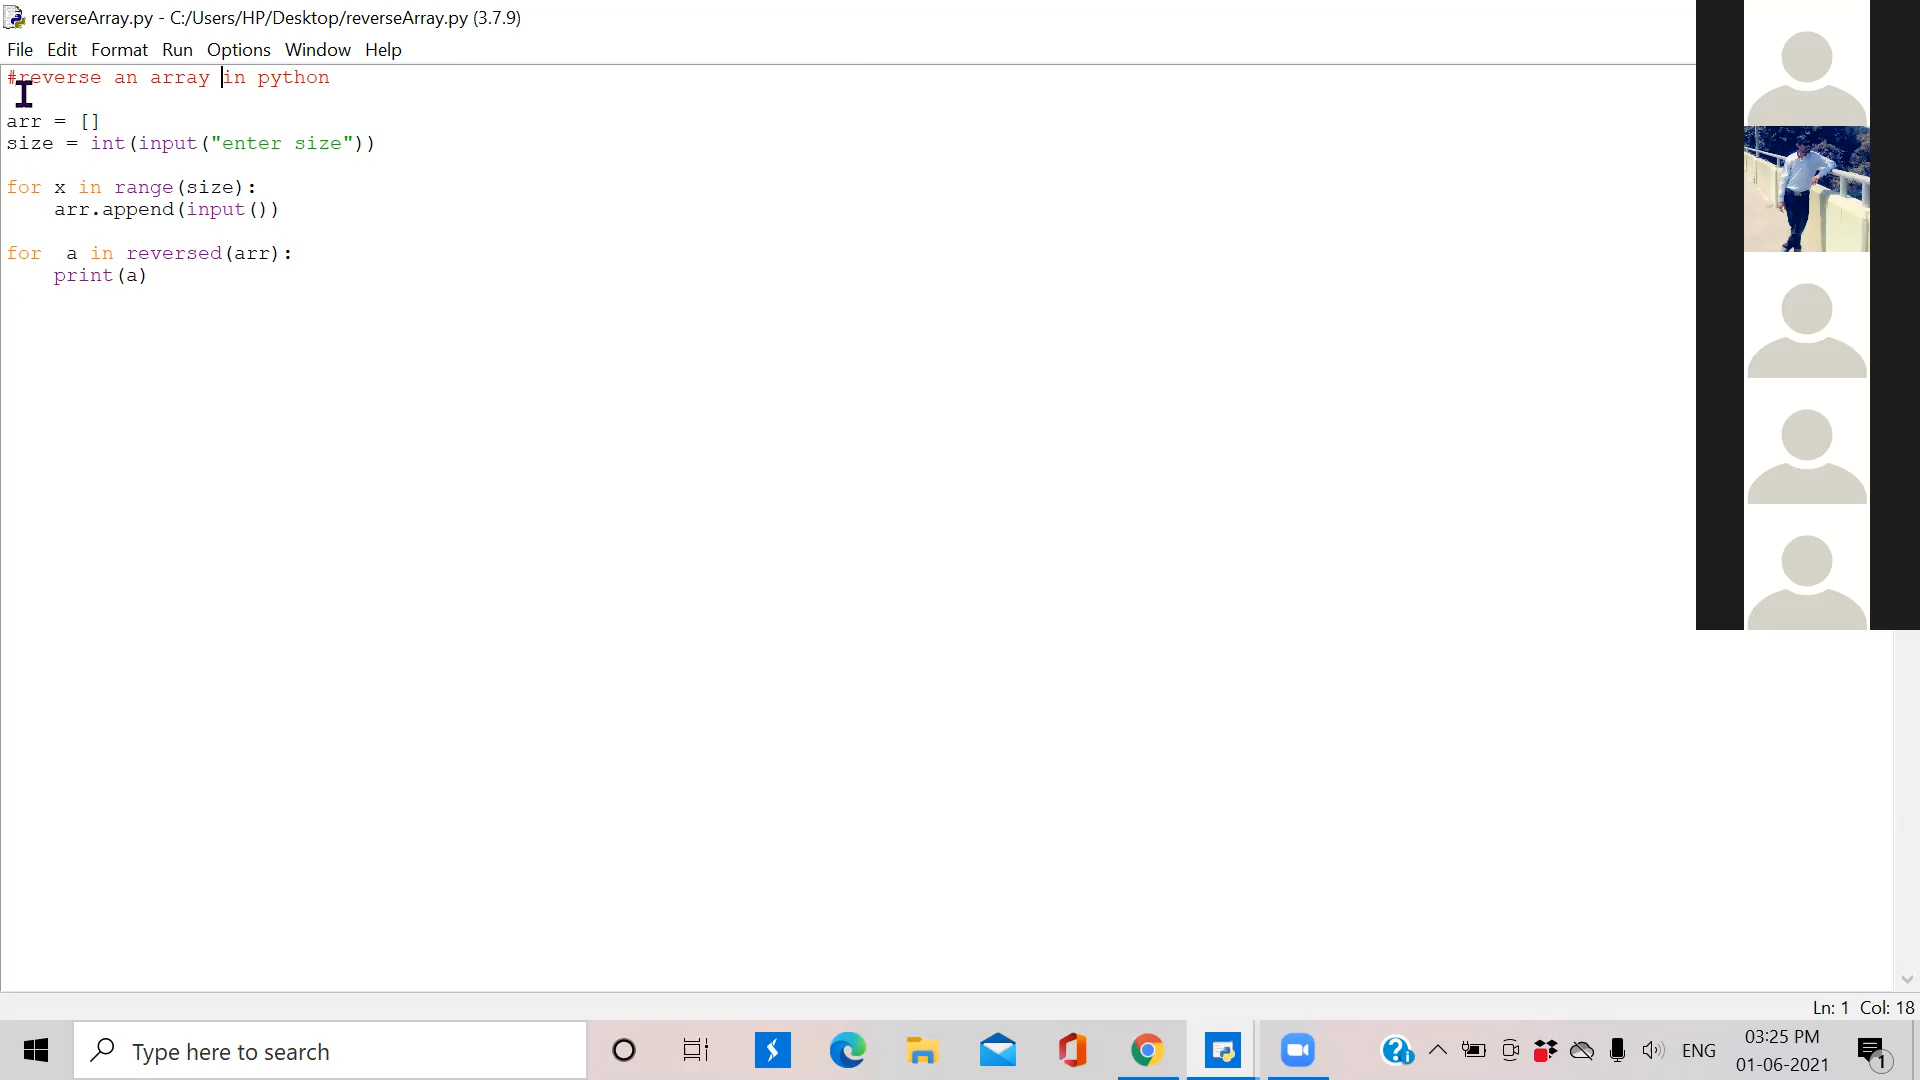 reverseArray.py - C:/Users/HP/Desktop/reverseArray.py (3.7.9)
File Edit Format Run Options Window Help
#reverse an array in python
arr = []
size = int(input("enter size"))
for x in range(size):
    arr.append(input())
for  a in reversed(arr):
    print(a)
Ln: 1 Col: 18
Type here to search
ENG
03:25 PM
01-06-2021
1